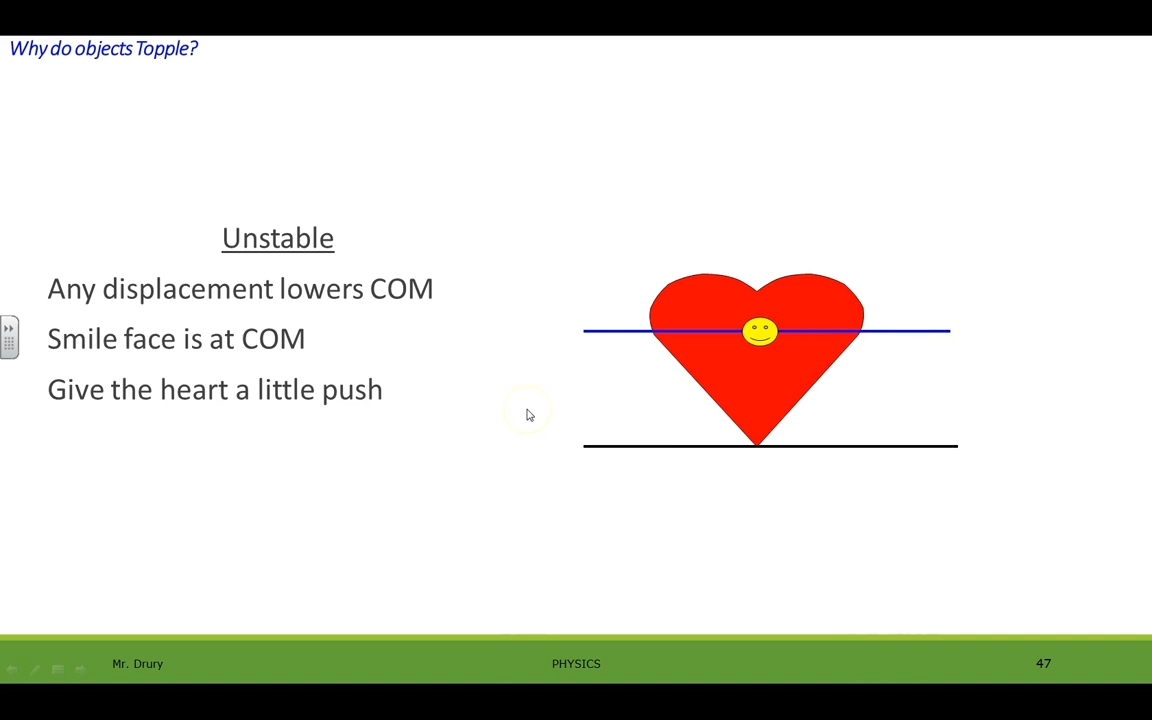 Why do objects Topple?
Unstable
Any displacement lowers COM
Smile face is at COM
Give the heart a little push
Mr. Drury
PHYSICS
47